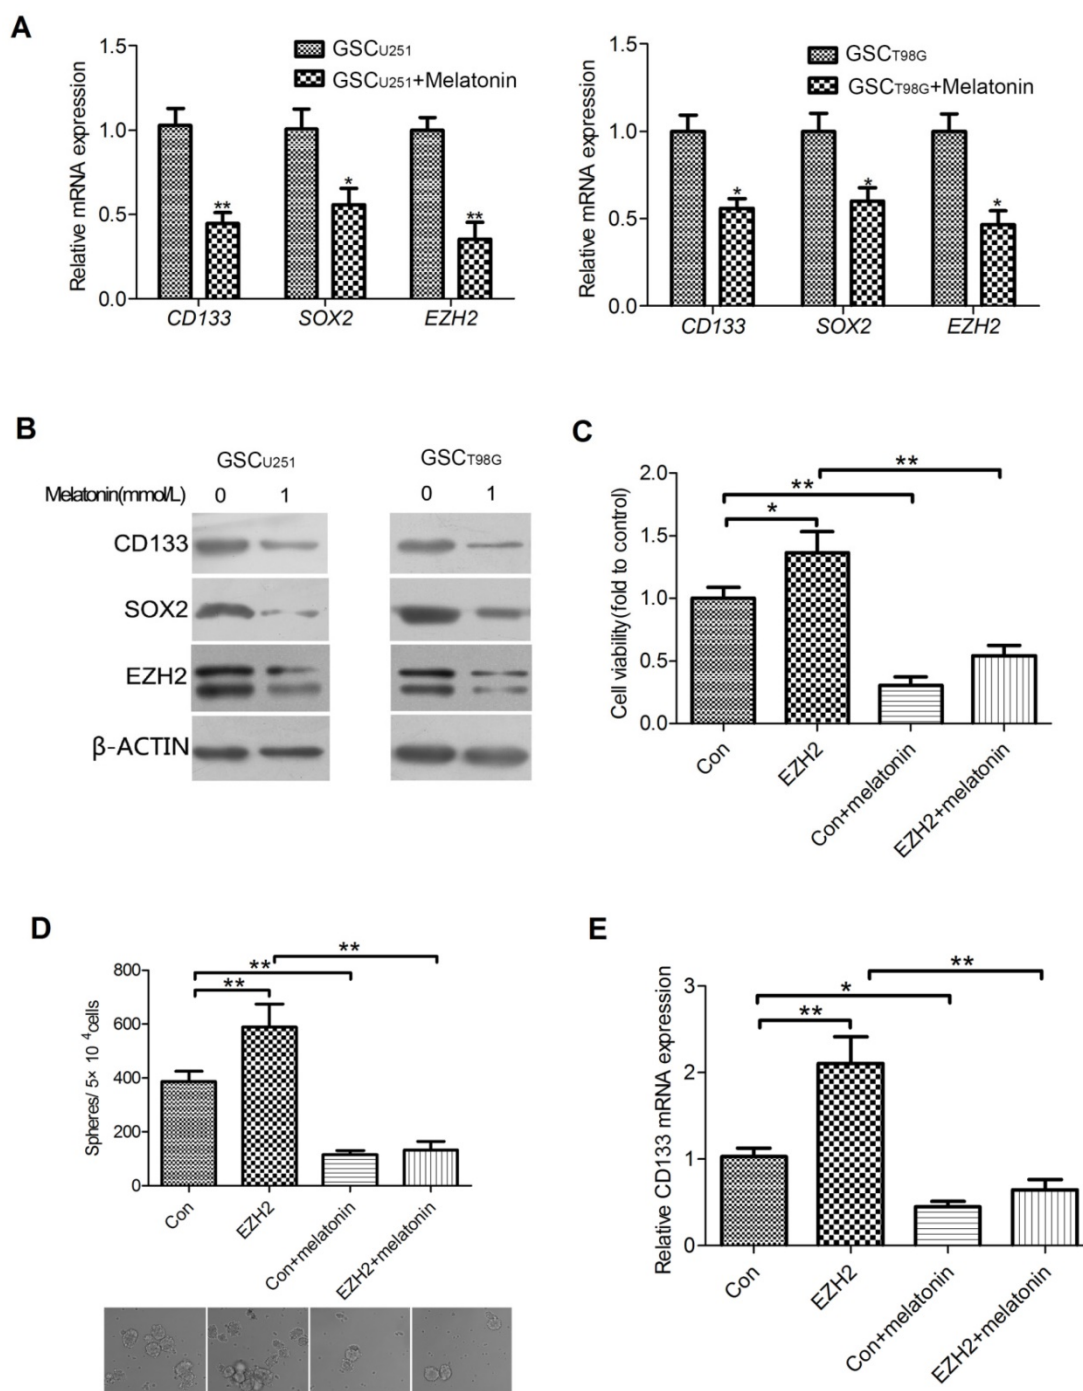 A
1.5
1.0
0.5
0.0
Relative mRNA expression
GSCU251
GSCU251+Melatonin
**
*
**
CD133 SOX2 EZH2
1.5
1.0
0.5
0.0
Relative mRNA expression
GSCT98G
GSCT98G+Melatonin
*
*
*
CD133 SOX2 EZH2
B
GSCU251 GSCT98G
Melatonin(mmol/L) 0 1 0 1
CD133
SOX2
EZH2
β-ACTIN
C
2.0
1.5
1.0
0.5
0.0
Cell viability(fold to control)
**
**
*
Con
EZH2
Con+melatonin
EZH2+melatonin
D
800
600
400
200
0
Spheres/ 5× 10 4cells
**
**
**
Con
EZH2
Con+melatonin
EZH2+melatonin
E
3
2
1
0
Relative CD133 mRNA expression
**
*
**
Con
EZH2
Con+melatonin
EZH2+melatonin